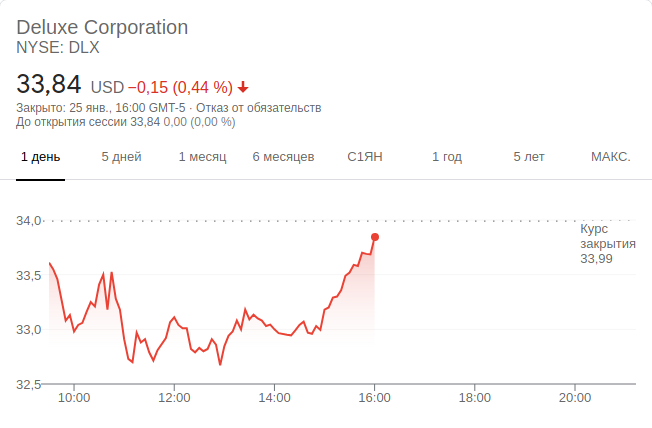 Deluxe Corporation
NYSE: DLX
33,84 USD −0,15 (0,44 %)
Закрыто: 25 янв., 16:00 GMT-5 · Отказ от обязательств
До открытия сессии 33,84 0,00 (0,00 %)
1 день 5 дней 1 месяц 6 месяцев С1ЯН 1 год 5 лет МАКС.
34,0
Курс
закрытия
33,99
33,5
33,0
32,5
10:00 12:00 14:00 16:00 18:00 20:00